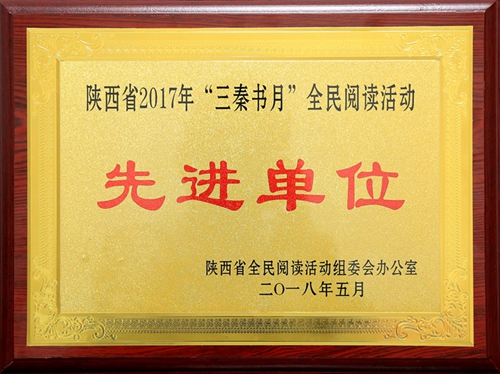 陕西省2017年“三秦书月”全民阅读活动
先进单位
陕西省全民阅读活动组委会办公室
二〇一八年五月